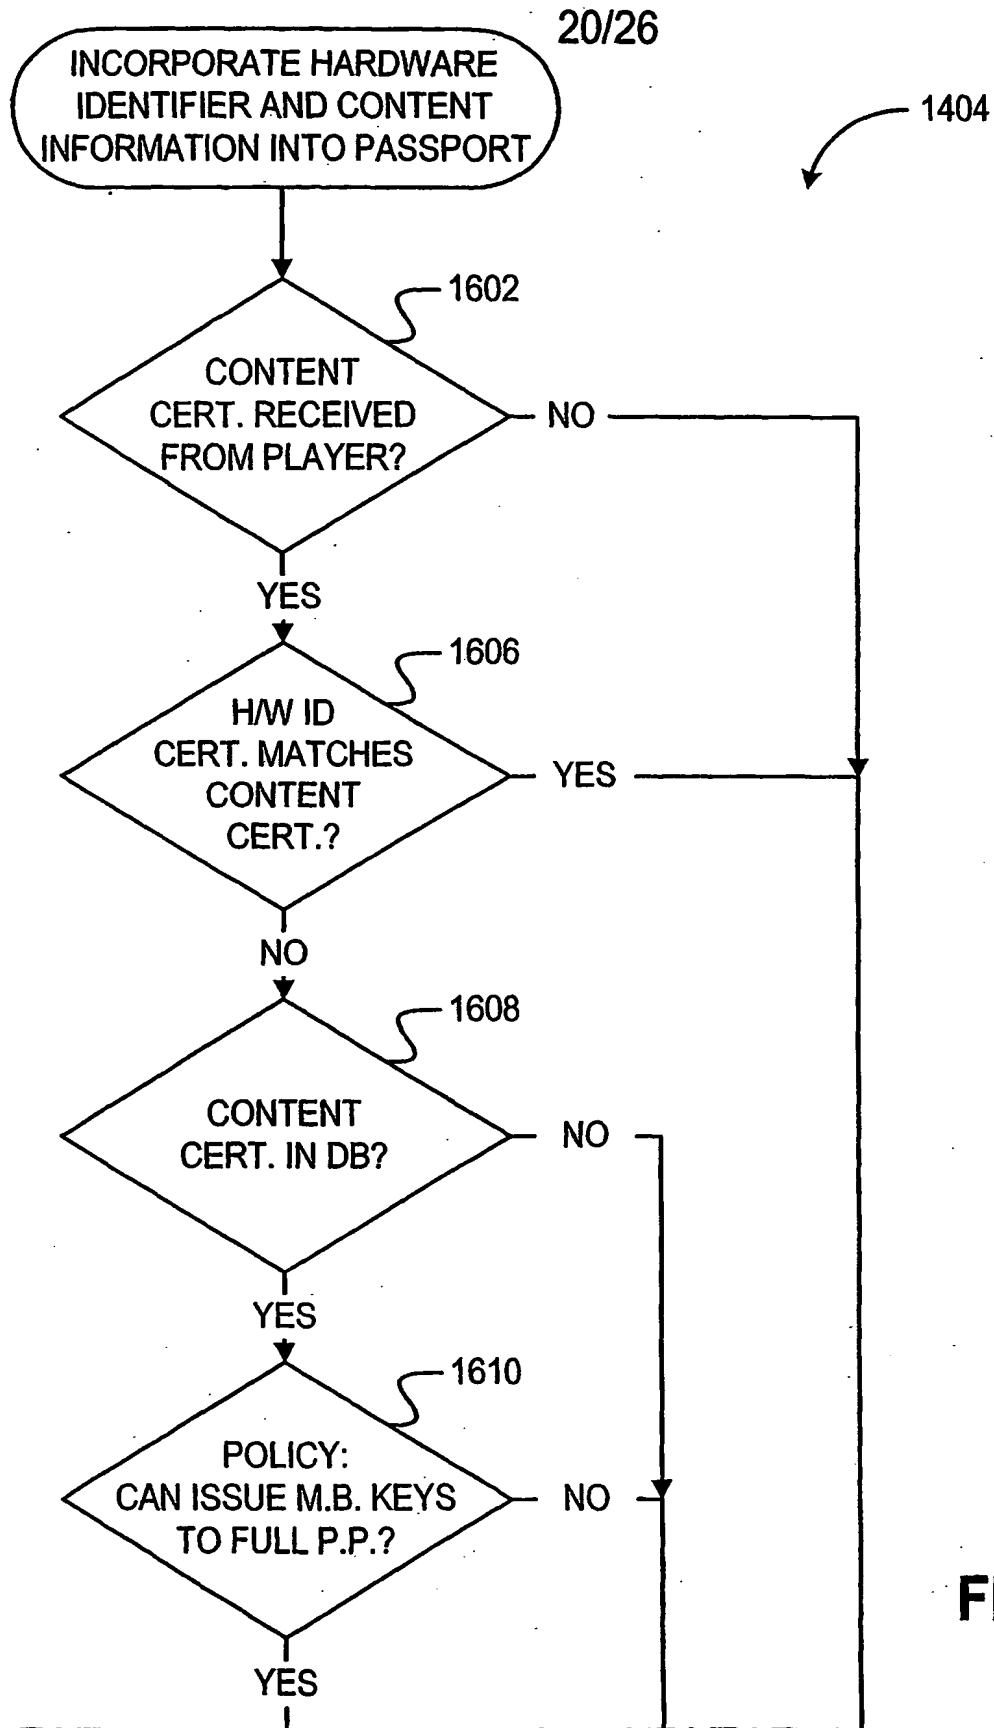 20/26
INCORPORATE HARDWARE
IDENTIFIER AND CONTENT
INFORMATION INTO PASSPORT
1404
1602
CONTENT
CERT. RECEIVED
FROM PLAYER?
NO
YES
1606
H/W ID
CERT. MATCHES
CONTENT
CERT.?
YES
NO
1608
CONTENT
CERT. IN DB?
NO
YES
1610
POLICY:
CAN ISSUE M.B. KEYS
TO FULL P.P.?
NO
YES